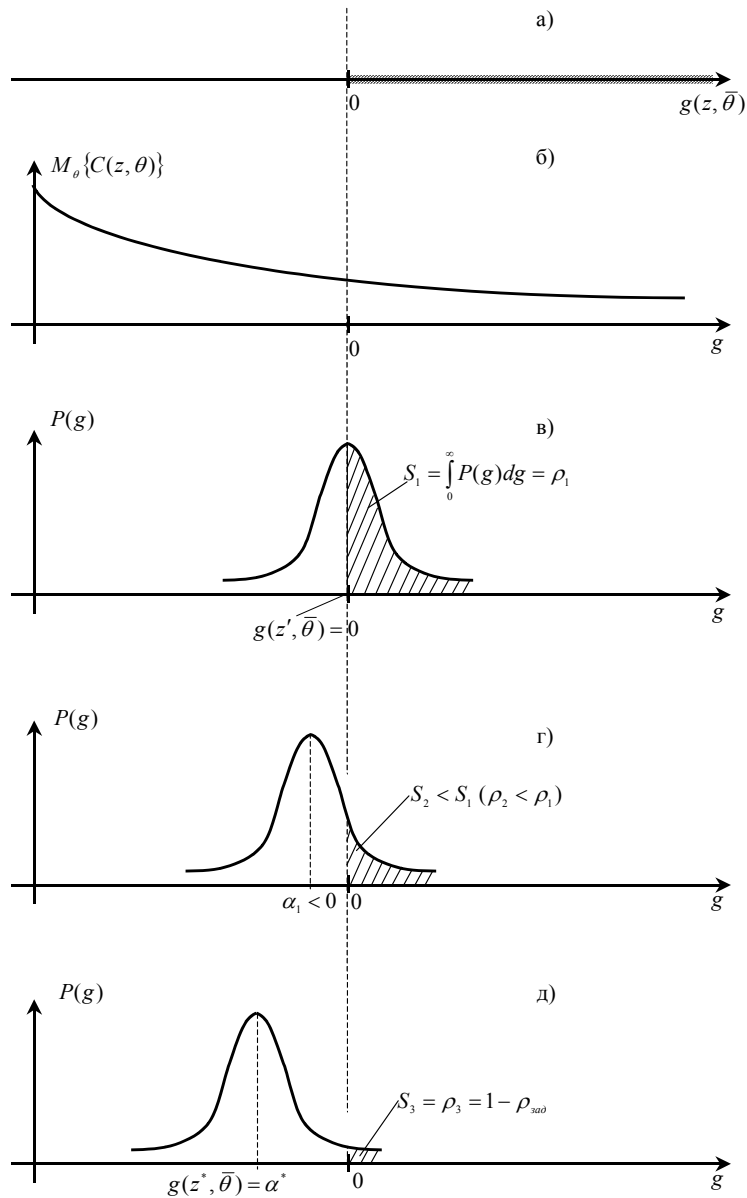 а)
0
g(z, θ̅)
M_θ{C(z, θ)}
б)
0
g
P(g)
в)
S₁ = ∫₀^∞ P(g)dg = ρ₁
g(z′, θ̅) = 0
g
P(g)
г)
S₂ < S₁ (ρ₂ < ρ₁)
α₁ < 0
0
g
P(g)
д)
S₃ = ρ₃ = 1 − ρ_зад
g(z*, θ̅) = α*
0
g